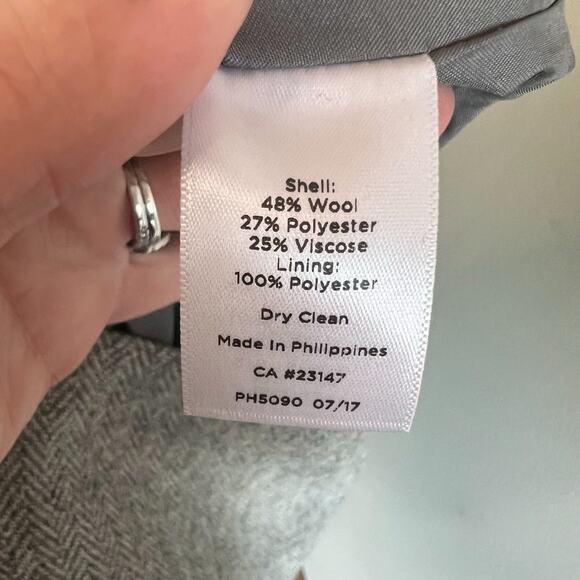 Shell:
48% Wool
27% Polyester
25% Viscose
Lining:
100% Polyester
Dry Clean
Made In Philippines
CA #23147
PH5090 07/17